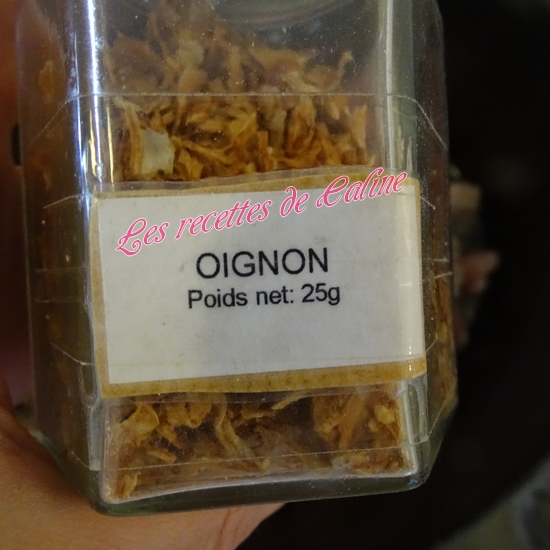 Les recettes de Caline
OIGNON
Poids net: 25g